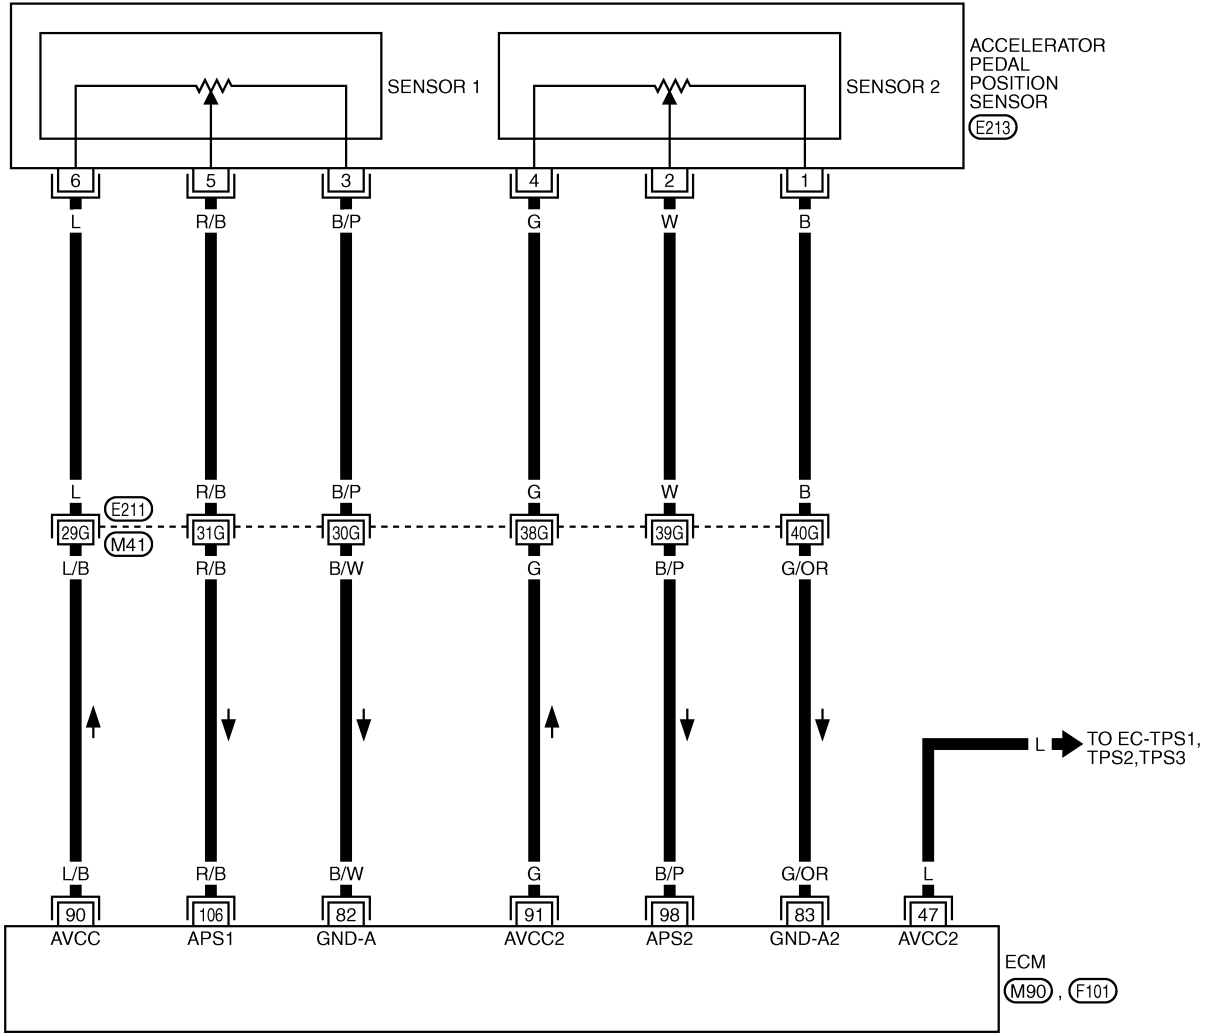 ACCELERATOR
PEDAL
POSITION
SENSOR
E213
SENSOR 1
SENSOR 2
6 5 3 4 2 1
L R/B B/P G W B
L R/B B/P G W B
E211
29G 31G 30G 38G 39G 40G
M41
L/B R/B B/W G B/P G/OR
L TO EC-TPS1,
TPS2,TPS3
L/B R/B B/W G B/P G/OR L
90 106 82 91 98 83 47
AVCC APS1 GND-A AVCC2 APS2 GND-A2 AVCC2
ECM
M90 , F101